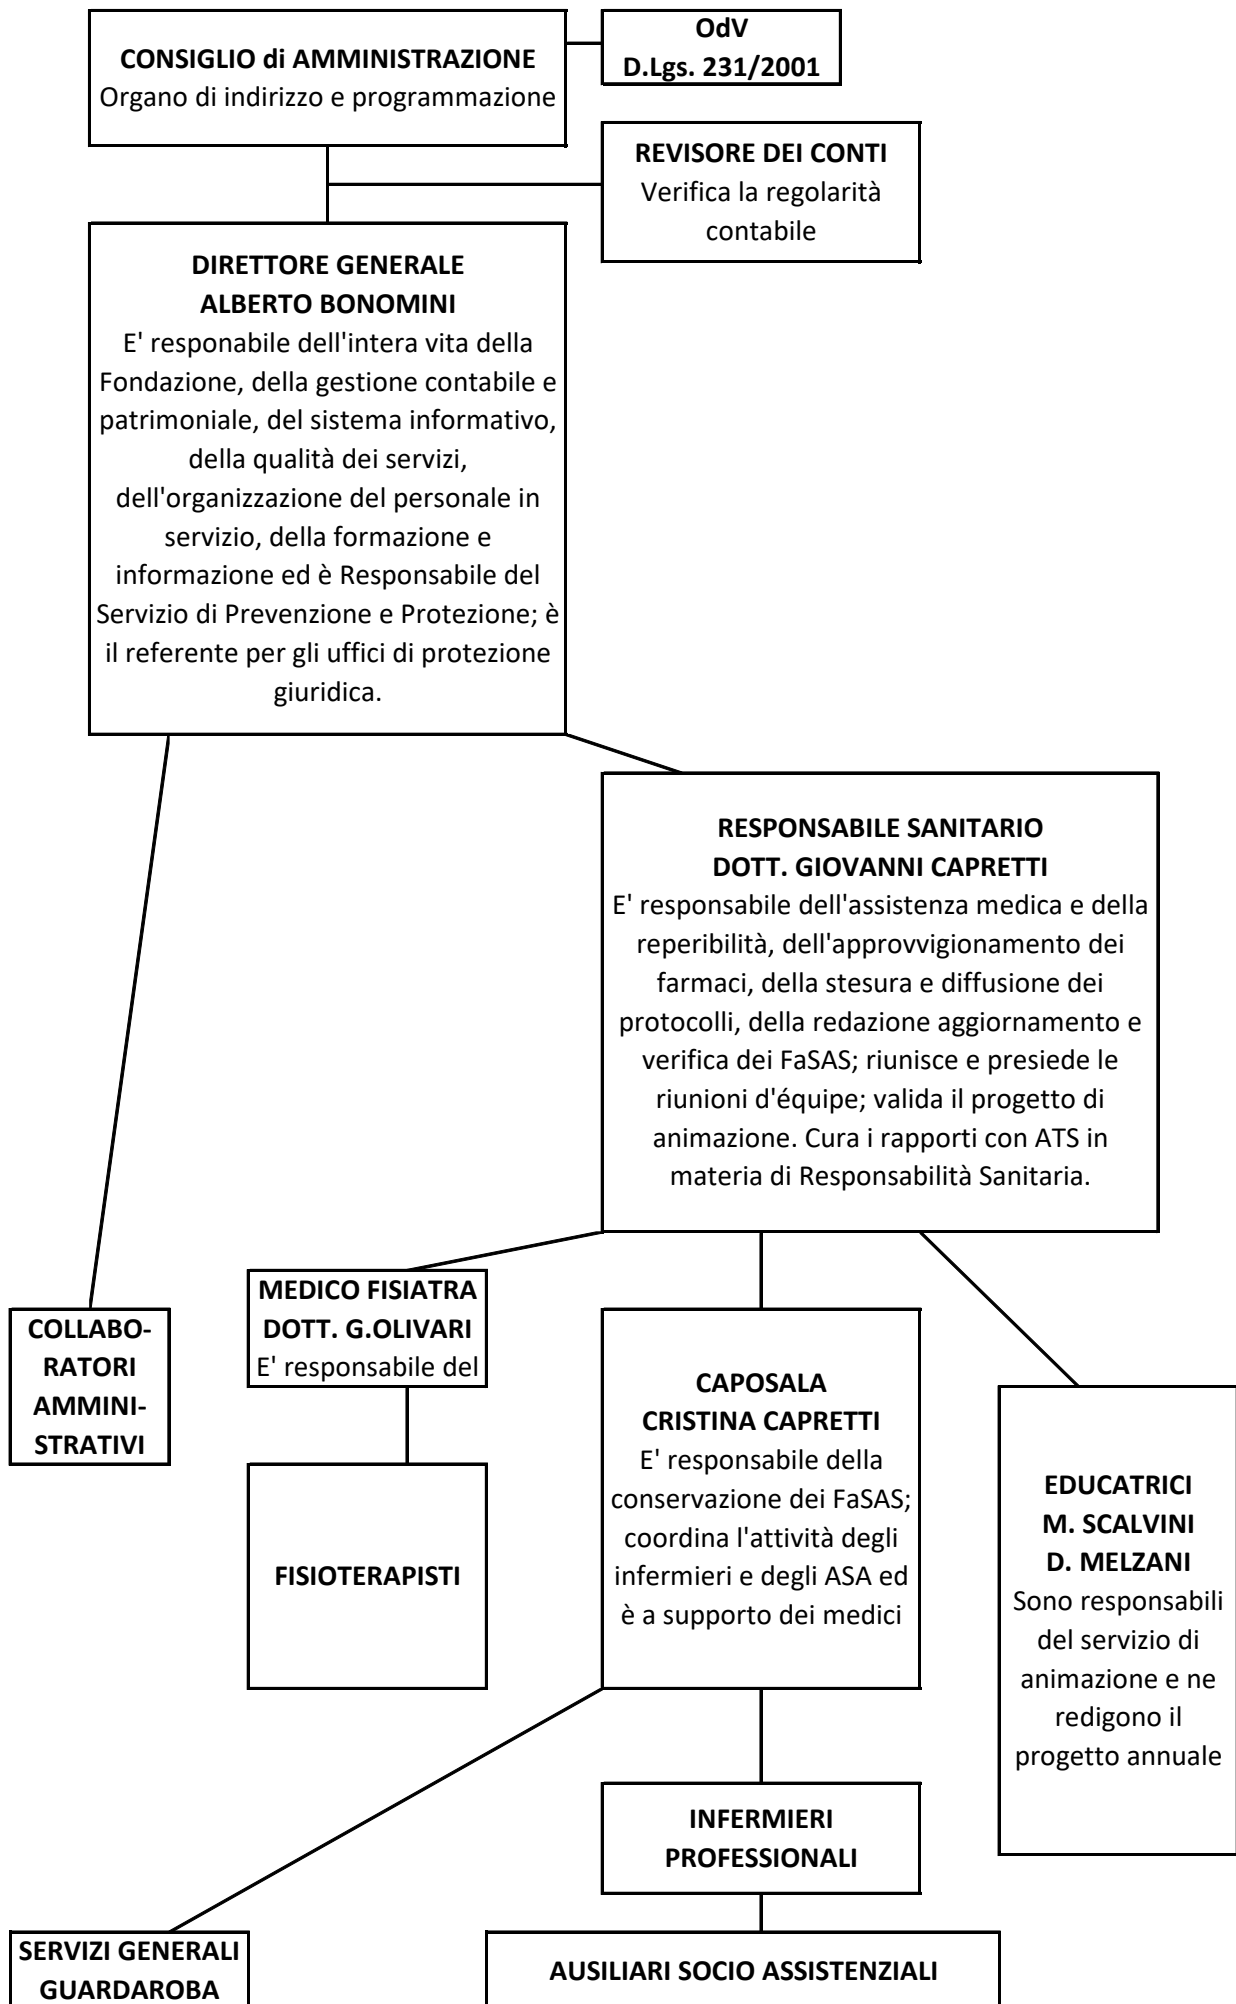 CONSIGLIO di AMMINISTRAZIONE
Organo di indirizzo e programmazione
OdV
D.Lgs. 231/2001
REVISORE DEI CONTI
Verifica la regolarità
contabile
DIRETTORE GENERALE
ALBERTO BONOMINI
E' responabile dell'intera vita della
Fondazione, della gestione contabile e
patrimoniale, del sistema informativo,
della qualità dei servizi,
dell'organizzazione del personale in
servizio, della formazione e
informazione ed è Responsabile del
Servizio di Prevenzione e Protezione; è
il referente per gli uffici di protezione
giuridica.
RESPONSABILE SANITARIO
DOTT. GIOVANNI CAPRETTI
E' responsabile dell'assistenza medica e della
reperibilità, dell'approvvigionamento dei
farmaci, della stesura e diffusione dei
protocolli, della redazione aggiornamento e
verifica dei FaSAS; riunisce e presiede le
riunioni d'équipe; valida il progetto di
animazione. Cura i rapporti con ATS in
materia di Responsabilità Sanitaria.
COLLABO-
RATORI
AMMINI-
STRATIVI
MEDICO FISIATRA
DOTT. G.OLIVARI
E' responsabile del
FISIOTERAPISTI
CAPOSALA
CRISTINA CAPRETTI
E' responsabile della
conservazione dei FaSAS;
coordina l'attività degli
infermieri e degli ASA ed
è a supporto dei medici
EDUCATRICI
M. SCALVINI
D. MELZANI
Sono responsabili
del servizio di
animazione e ne
redigono il
progetto annuale
INFERMIERI
PROFESSIONALI
SERVIZI GENERALI
GUARDAROBA
AUSILIARI SOCIO ASSISTENZIALI